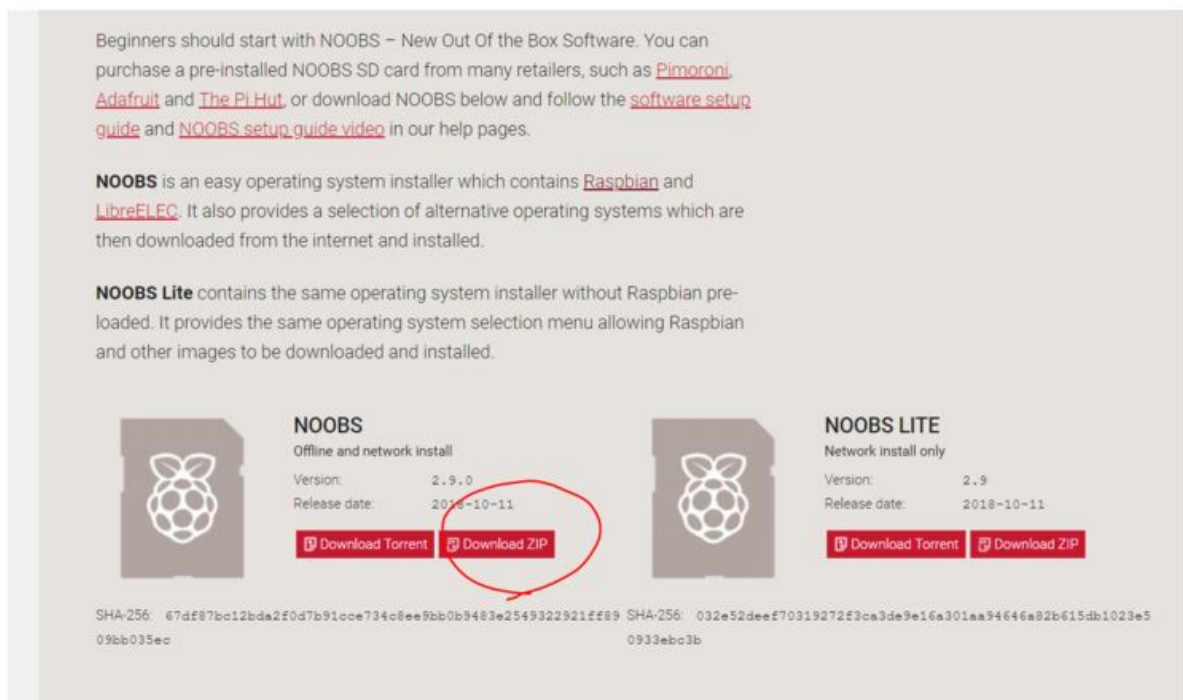 Beginners should start with NOOBS – New Out Of the Box Software. You can
purchase a pre-installed NOOBS SD card from many retailers, such as Pimoroni,
Adafruit and The Pi Hut, or download NOOBS below and follow the software setup
guide and NOOBS setup guide video in our help pages.
NOOBS is an easy operating system installer which contains Raspbian and
LibreELEC. It also provides a selection of alternative operating systems which are
then downloaded from the internet and installed.
NOOBS Lite contains the same operating system installer without Raspbian pre-
loaded. It provides the same operating system selection menu allowing Raspbian
and other images to be downloaded and installed.
NOOBS
Offline and network install
Version: 2.9.0
Release date: 2018-10-11
Download Torrent Download ZIP
SHA-256: 67df87bc12bda2f0d7b91cce734c8ee9bb0b9483e2549322921ff89
09bb035ec
NOOBS LITE
Network install only
Version: 2.9
Release date: 2018-10-11
Download Torrent Download ZIP
SHA-256: 032e52deef70319272f3ca3de9e16a301aa94646a82b615db1023e5
0933ebc3b